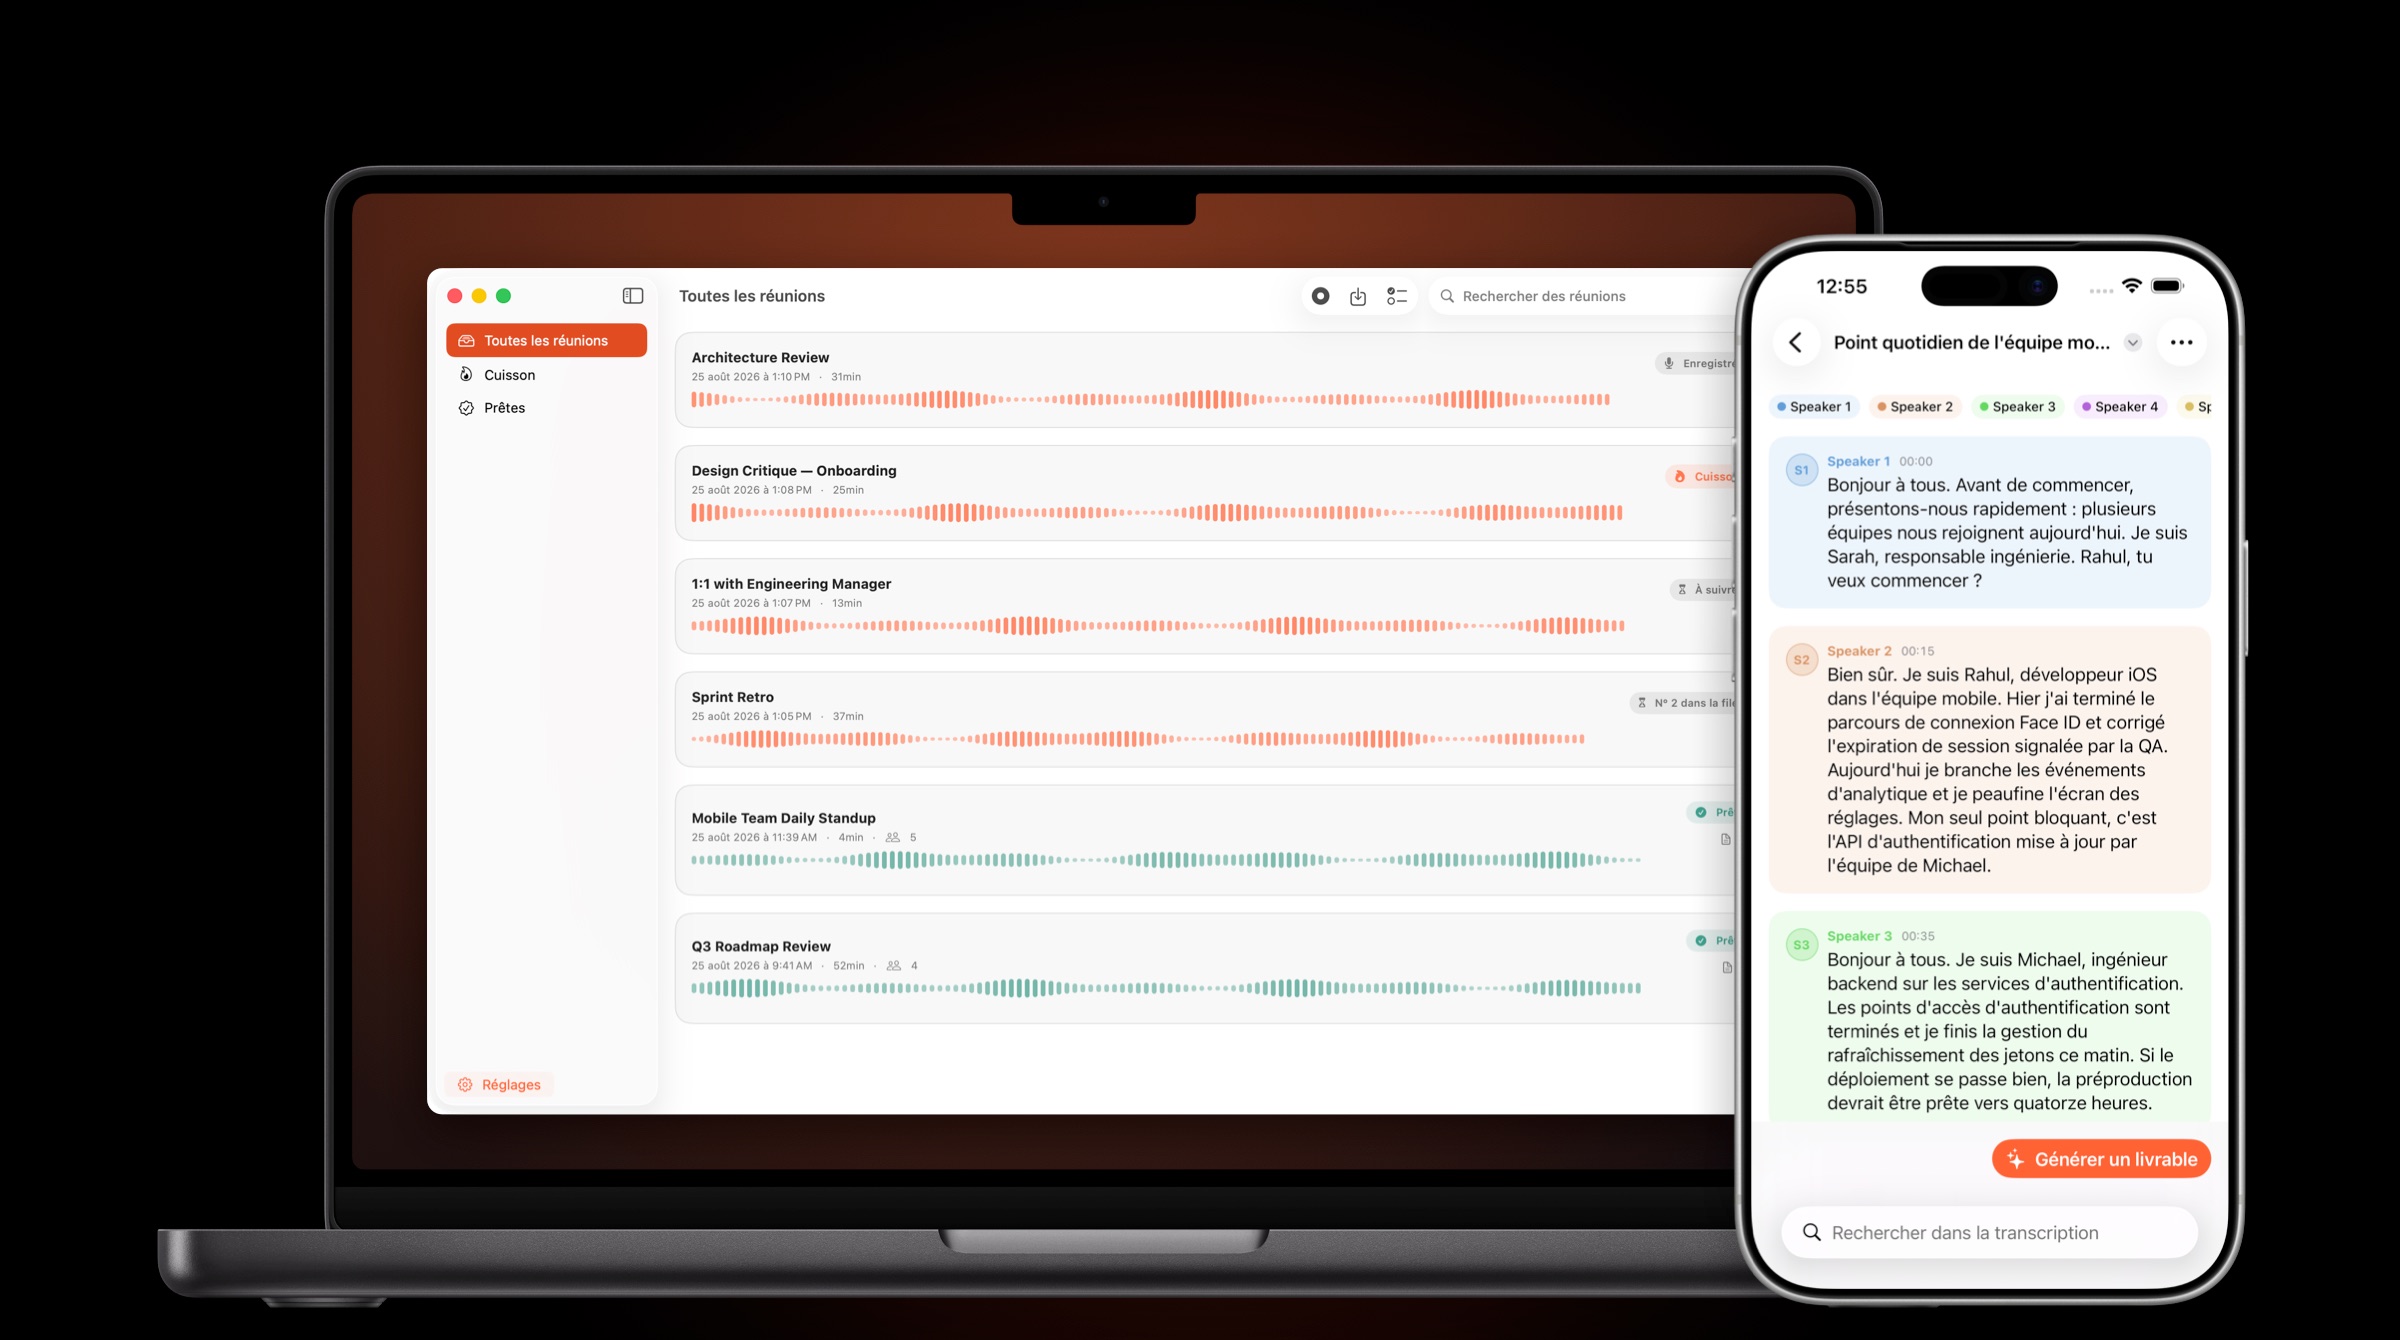 Toutes les réunions
Cuisson
Prêtes
Réglages
Toutes les réunions
Rechercher des réunions
Architecture Review
25 août 2026 à 1:10 PM · 31min
Design Critique — Onboarding
25 août 2026 à 1:08 PM · 25min
1:1 with Engineering Manager
25 août 2026 à 1:07 PM · 13min
À suivre
Sprint Retro
25 août 2026 à 1:05 PM · 37min
N° 2 dans la file
Mobile Team Daily Standup
25 août 2026 à 11:39 AM · 4min · 5
Q3 Roadmap Review
25 août 2026 à 9:41 AM · 52min · 4
12:55
Point quotidien de l'équipe mo...
Speaker 1 Speaker 2 Speaker 3 Speaker 4 Sp
S1
Speaker 1 00:00
Bonjour à tous. Avant de commencer,
présentons-nous rapidement : plusieurs
équipes nous rejoignent aujourd'hui. Je suis
Sarah, responsable ingénierie. Rahul, tu
veux commencer ?
S2
Speaker 2 00:15
Bien sûr. Je suis Rahul, développeur iOS
dans l'équipe mobile. Hier j'ai terminé le
parcours de connexion Face ID et corrigé
l'expiration de session signalée par la QA.
Aujourd'hui je branche les événements
d'analytique et je peaufine l'écran des
réglages. Mon seul point bloquant, c'est
l'API d'authentification mise à jour par
l'équipe de Michael.
S3
Speaker 3 00:35
Bonjour à tous. Je suis Michael, ingénieur
backend sur les services d'authentification.
Les points d'accès d'authentification sont
terminés et je finis la gestion du
rafraîchissement des jetons ce matin. Si le
déploiement se passe bien, la préproduction
devrait être prête vers quatorze heures.
Générer un livrable
Rechercher dans la transcription